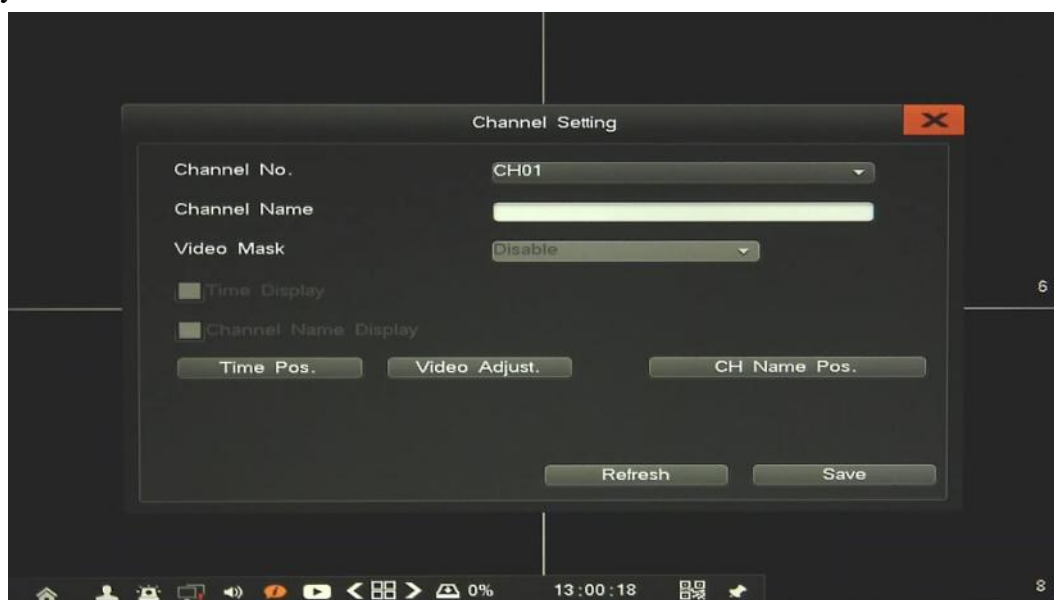 Channel Setting
Channel No. CH01
Channel Name
Video Mask Disable
Time Display
6
Channel Name Display
Time Pos. Video Adjust. CH Name Pos.
Refresh Save
0% 13:00:18
8